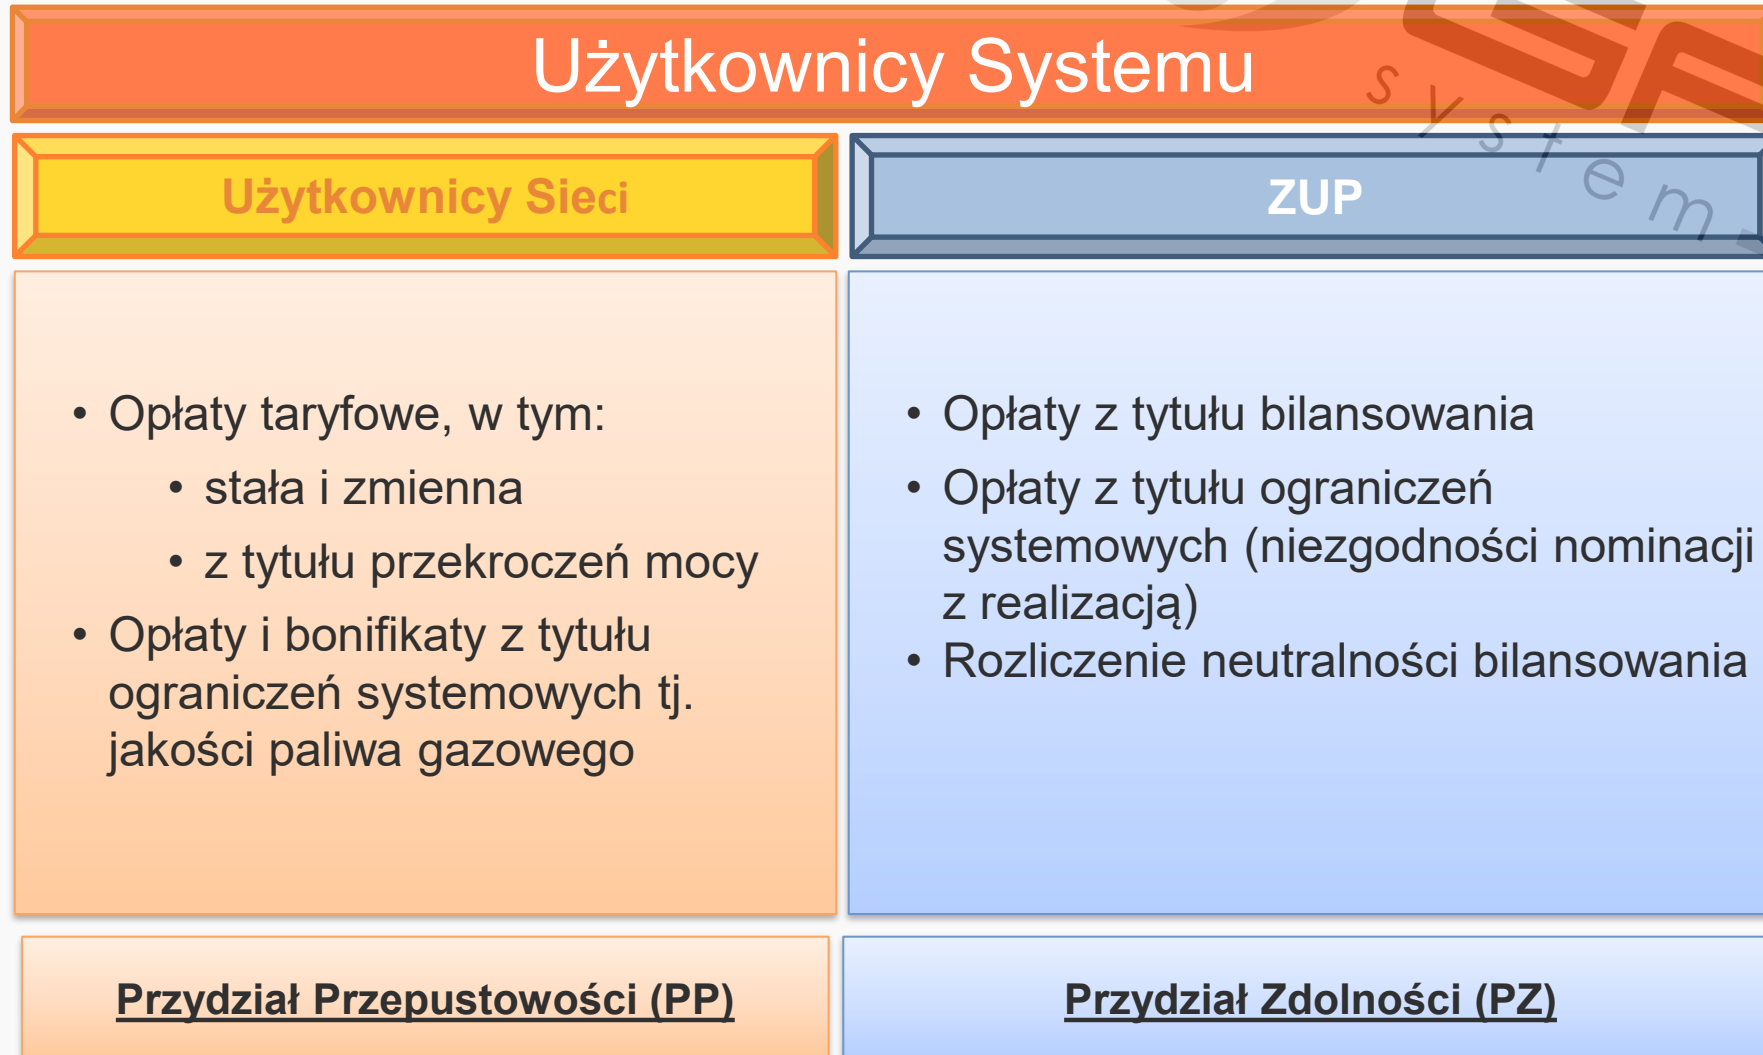 Użytkownicy Systemu
Użytkownicy Sieci
ZUP
• Opłaty taryfowe, w tym:
• stała i zmienna
• z tytułu przekroczeń mocy
• Opłaty i bonifikaty z tytułu
ograniczeń systemowych tj.
jakości paliwa gazowego
• Opłaty z tytułu bilansowania
• Opłaty z tytułu ograniczeń
systemowych (niezgodności nominacji
z realizacją)
• Rozliczenie neutralności bilansowania
Przydział Przepustowości (PP)
Przydział Zdolności (PZ)
system